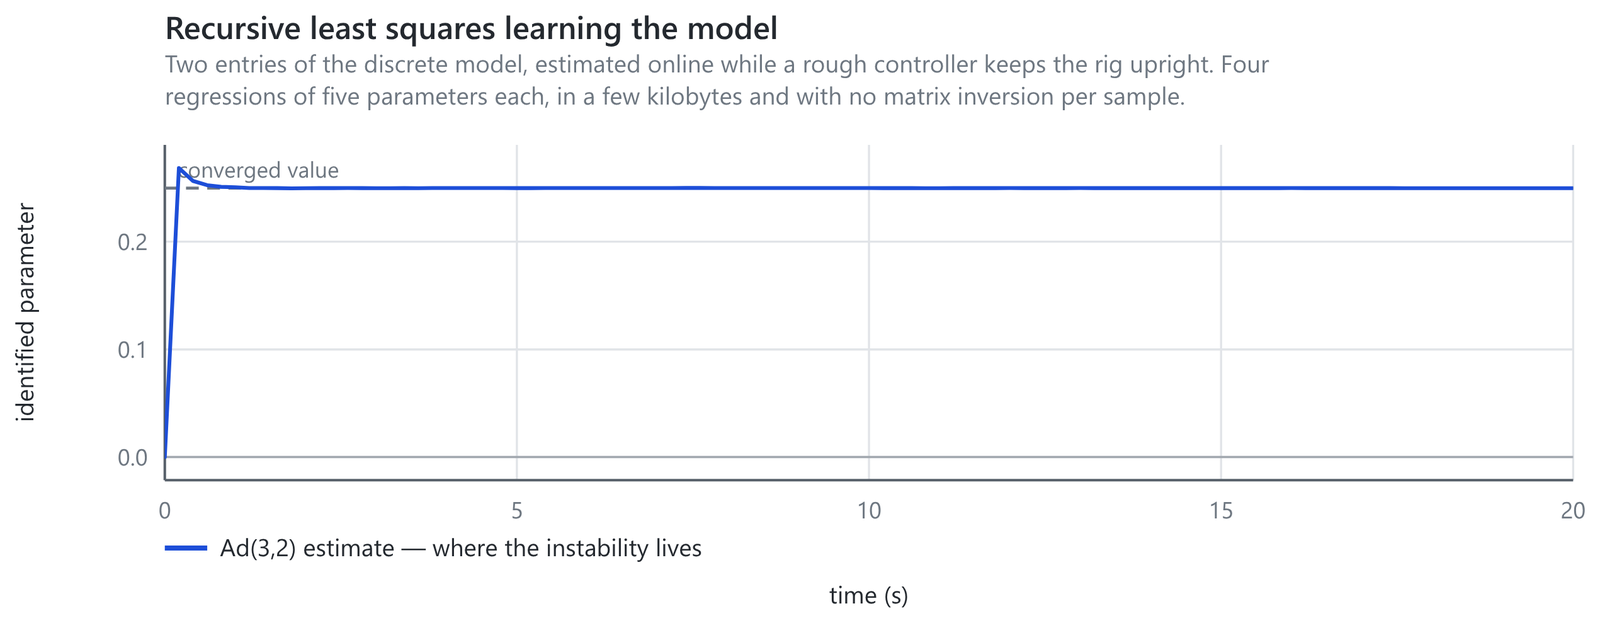 Recursive least squares learning the model
Two entries of the discrete model, estimated online while a rough controller keeps the rig upright. Four
regressions of five parameters each, in a few kilobytes and with no matrix inversion per sample.
converged value
identified parameter
0.2
0.1
0.0
0 5 10 15 20
Ad(3,2) estimate — where the instability lives
time (s)